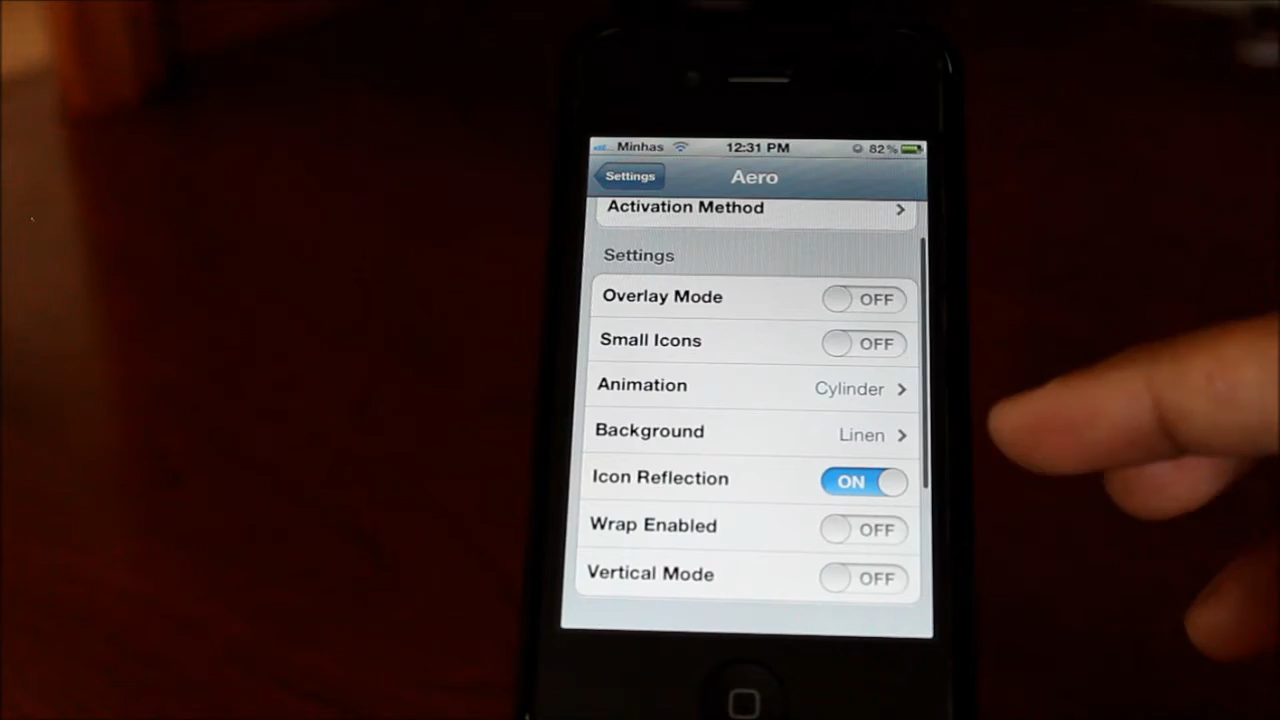 Minhas 12:31 PM 82%
Settings Aero
Activation Method
Settings
Overlay Mode OFF
Small Icons OFF
Animation Cylinder
Background Linen
Icon Reflection ON
Wrap Enabled OFF
Vertical Mode OFF